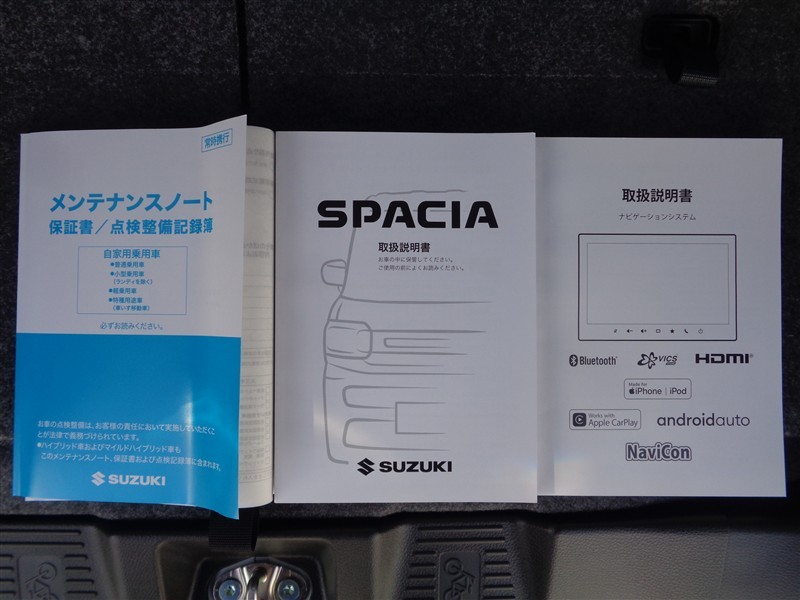 常時携行
メンテナンスノート
保証書／点検整備記録簿
自家用乗用車
●普通乗用車
●小型乗用車
(ランディを除く)
●軽乗用車
●特種用途車
(車いす移動車)
必ずお読みください。
お車の点検整備は、お客様の責任において実施していただくこ
とが法律で義務づけられています。
●ハイブリッド車およびマイルドハイブリッド車も
このメンテナンスノート、保証書および点検記録簿に含まれます。
SUZUKI
SPACIA
取扱説明書
お車の中に保管してください。
ご使用の前によくお読みください。
SUZUKI
取扱説明書
ナビゲーションシステム
Bluetooth®
VICS
HDMI®
Made for
iPhone | iPod
Works with
Apple CarPlay
androidauto
NaviCon